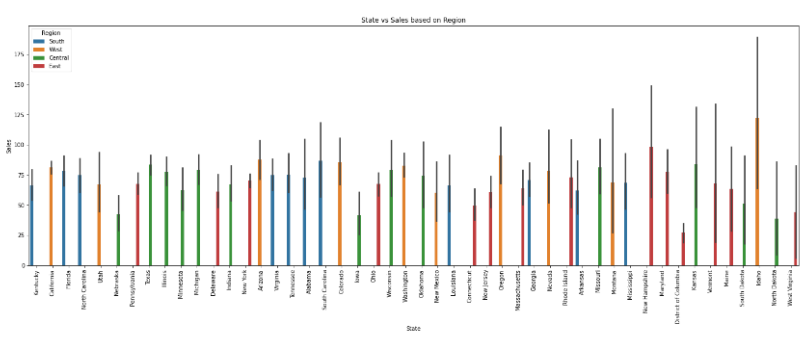 State vs Sales based on Region
Region
South
West
Central
East
175
150
125
100
75
50
25
0
Sales
Kentucky
California
Florida
North Carolina
Utah
Nebraska
Pennsylvania
Texas
Illinois
Minnesota
Michigan
Delaware
Indiana
New York
Arizona
Virginia
Tennessee
Alabama
South Carolina
Colorado
Iowa
Ohio
Wisconsin
Washington
Oklahoma
New Mexico
Louisiana
Connecticut
New Jersey
Oregon
Massachusetts
Georgia
Nevada
Rhode Island
Arkansas
Missouri
Montana
Mississippi
New Hampshire
Maryland
District of Columbia
Kansas
Vermont
Maine
South Dakota
Idaho
North Dakota
West Virginia
State